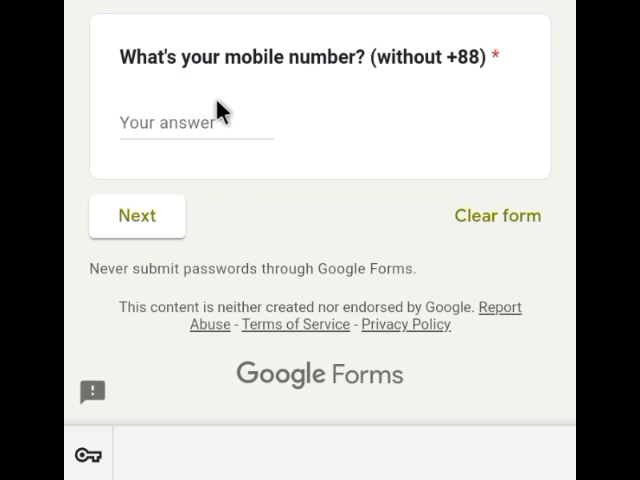 What's your mobile number? (without +88) *
Your answer
Next Clear form
Never submit passwords through Google Forms.
This content is neither created nor endorsed by Google. Report
Abuse - Terms of Service - Privacy Policy
Google Forms